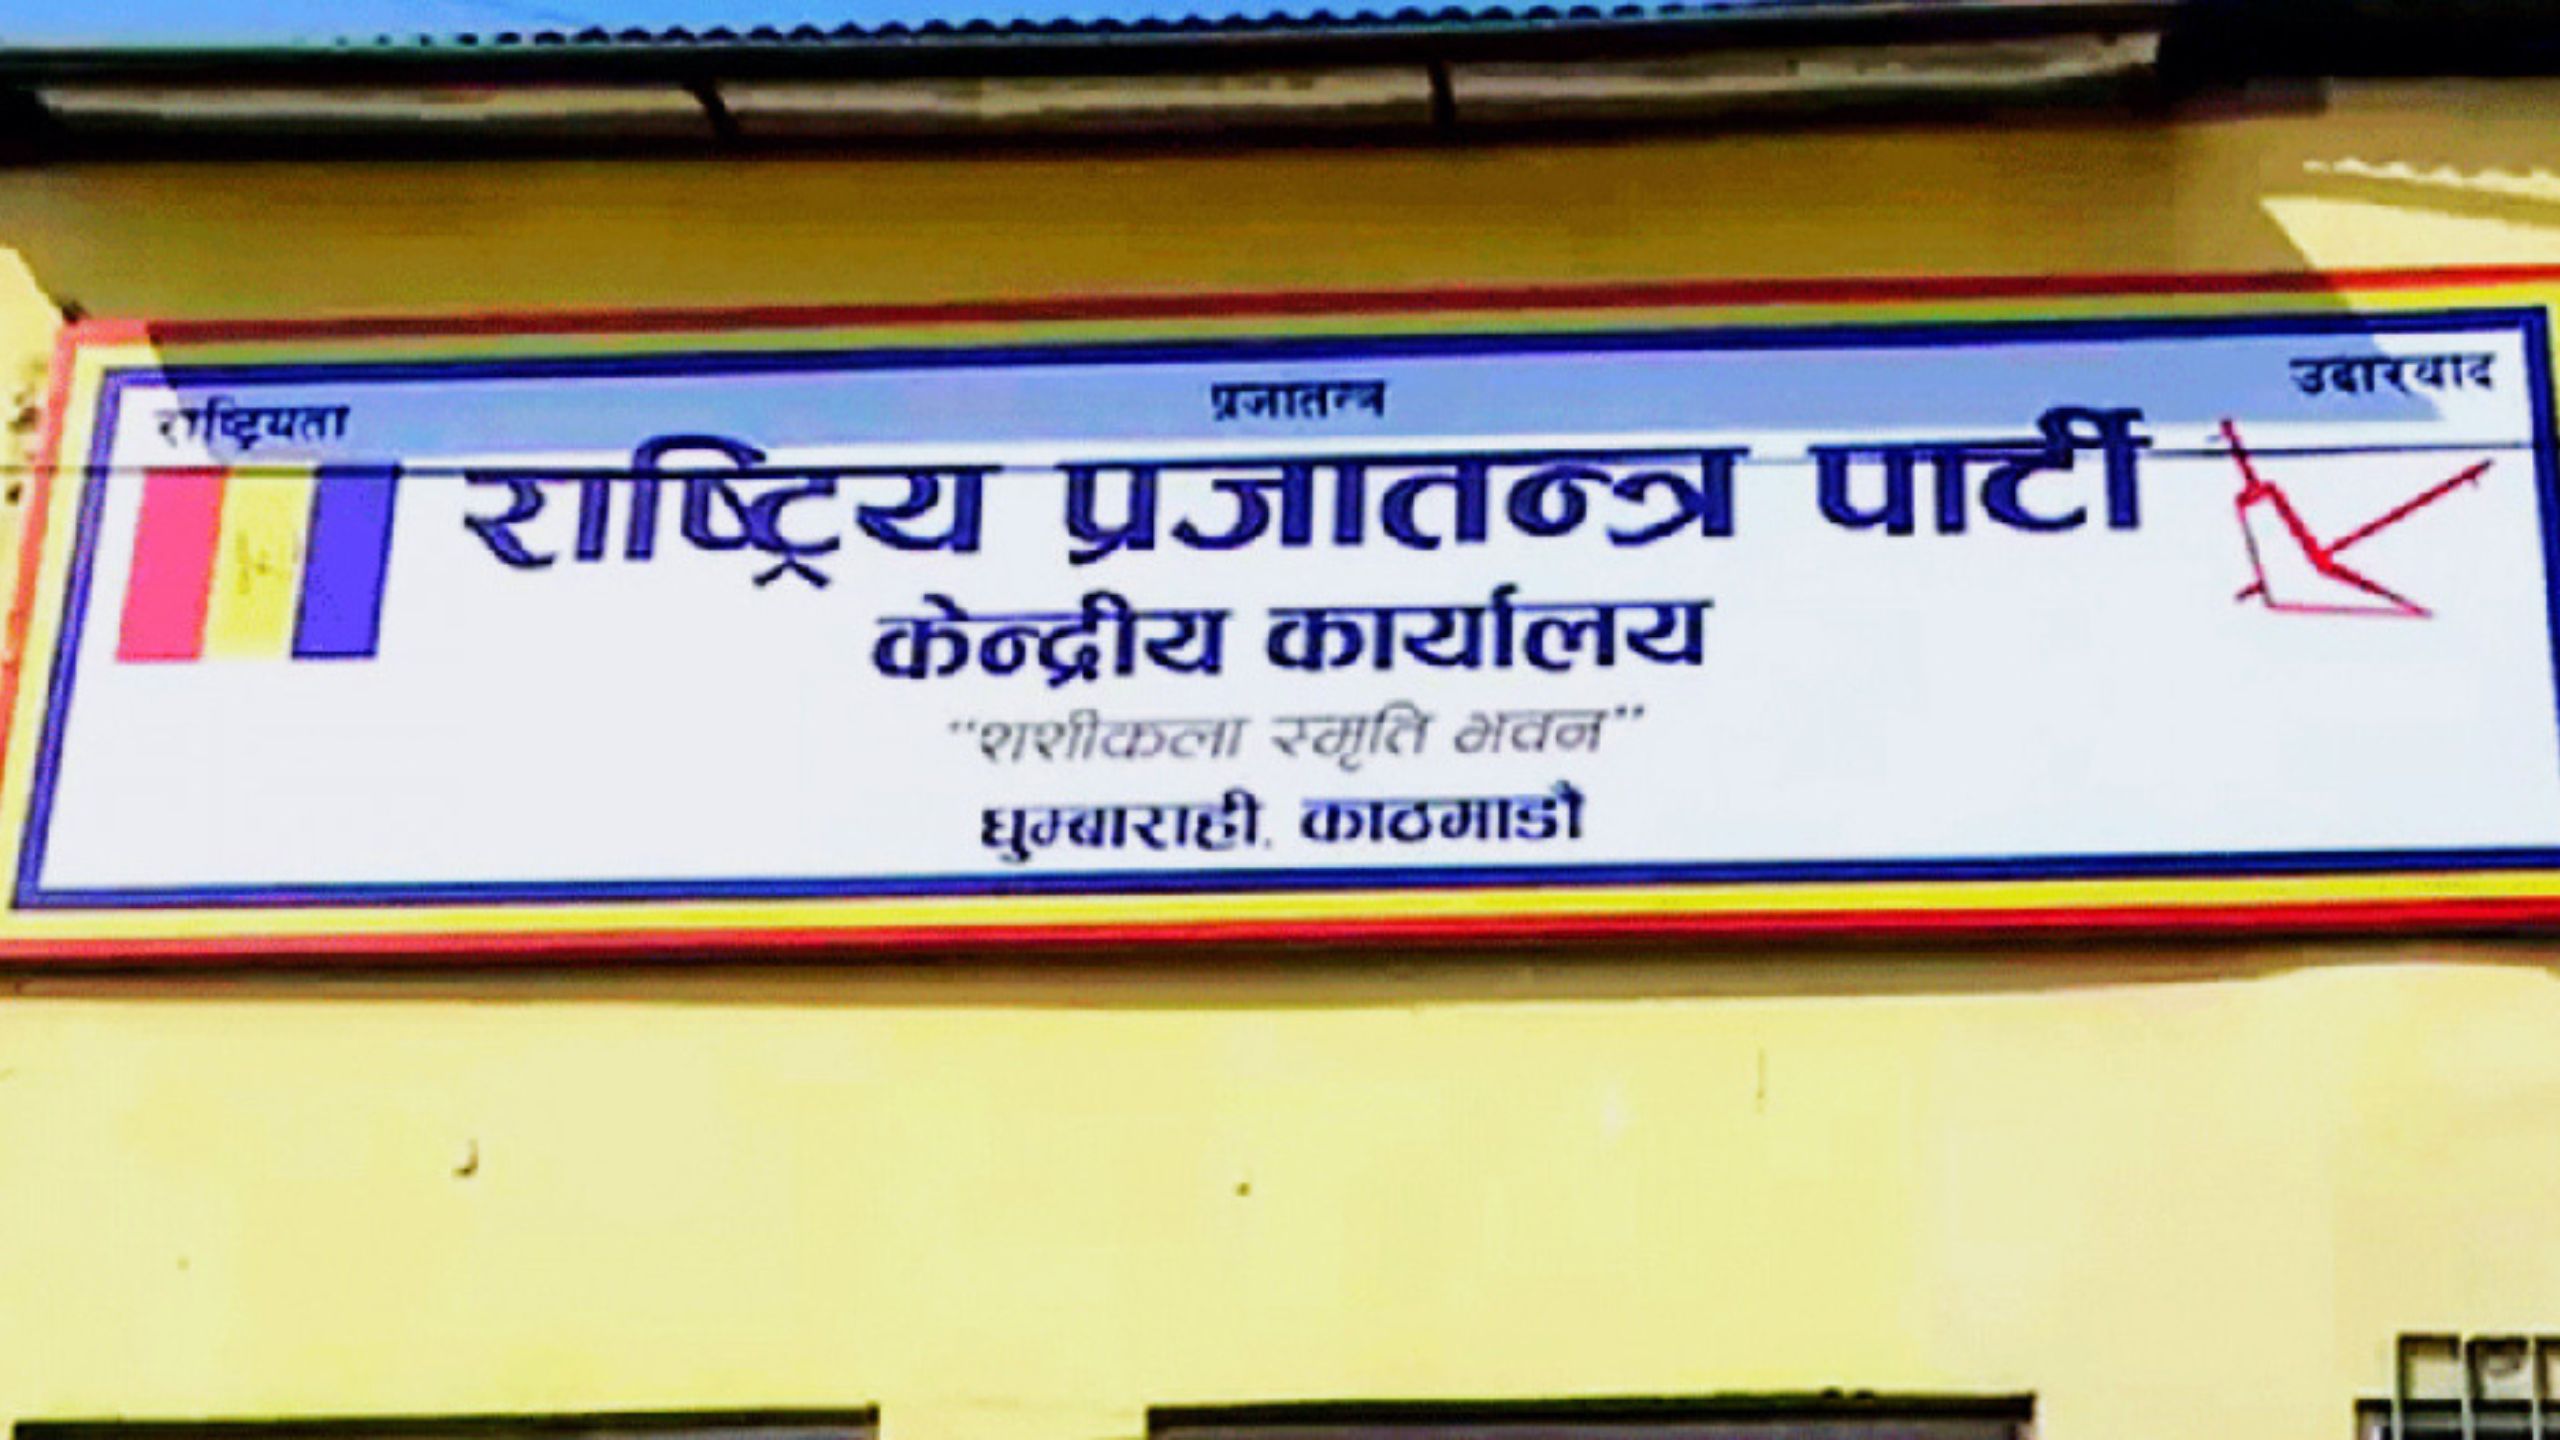 राष्ट्रियता प्रजातन्त्र उदारवाद
राष्ट्रिय प्रजातन्त्र पार्टी
केन्द्रीय कार्यालय
“शशीकला स्मृति भवन”
धुम्बाराही, काठमाडौ